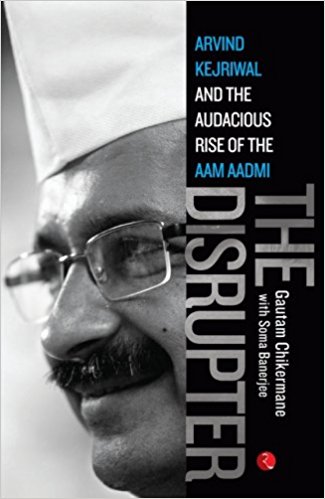 ARVIND
KEJRIWAL
AND THE
AUDACIOUS
RISE OF THE
AAM AADMI
THE
DISRUPTER
Gautam Chikermane
with Soma Banerjee